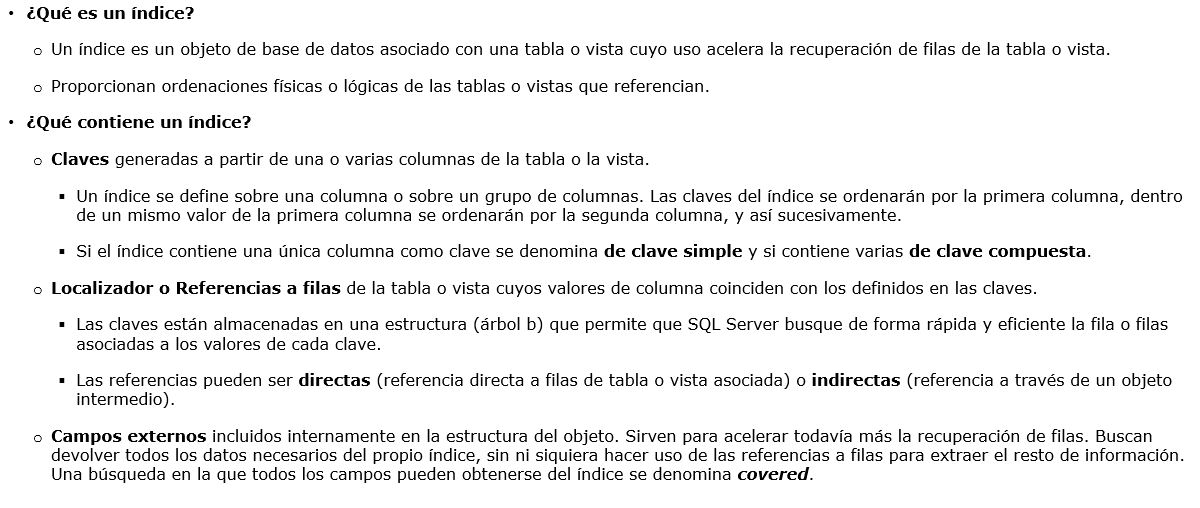 • ¿Qué es un índice?
o Un índice es un objeto de base de datos asociado con una tabla o vista cuyo uso acelera la recuperación de filas de la tabla o vista.
o Proporcionan ordenaciones físicas o lógicas de las tablas o vistas que referencian.
• ¿Qué contiene un índice?
o Claves generadas a partir de una o varias columnas de la tabla o la vista.
▪ Un índice se define sobre una columna o sobre un grupo de columnas. Las claves del índice se ordenarán por la primera columna, dentro
de un mismo valor de la primera columna se ordenarán por la segunda columna, y así sucesivamente.
▪ Si el índice contiene una única columna como clave se denomina de clave simple y si contiene varias de clave compuesta.
o Localizador o Referencias a filas de la tabla o vista cuyos valores de columna coinciden con los definidos en las claves.
▪ Las claves están almacenadas en una estructura (árbol b) que permite que SQL Server busque de forma rápida y eficiente la fila o filas
asociadas a los valores de cada clave.
▪ Las referencias pueden ser directas (referencia directa a filas de tabla o vista asociada) o indirectas (referencia a través de un objeto
intermedio).
o Campos externos incluidos internamente en la estructura del objeto. Sirven para acelerar todavía más la recuperación de filas. Buscan
devolver todos los datos necesarios del propio índice, sin ni siquiera hacer uso de las referencias a filas para extraer el resto de información.
Una búsqueda en la que todos los campos pueden obtenerse del índice se denomina covered.